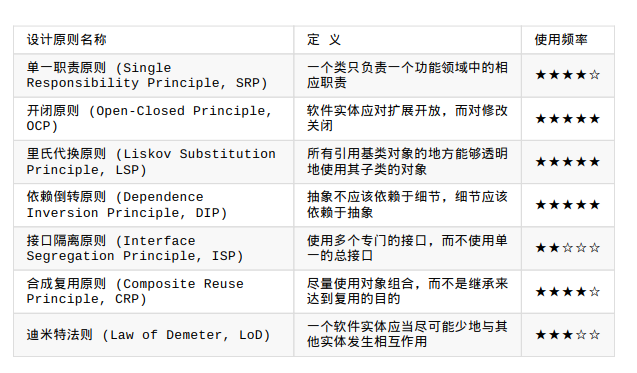 设计原则名称 定 义 使用频率
单一职责原则 (Single
Responsibility Principle, SRP)
一个类只负责一个功能领域中的相
应职责
★★★★☆
开闭原则 (Open-Closed Principle,
OCP)
软件实体应对扩展开放，而对修改
关闭
★★★★★
里氏代换原则 (Liskov Substitution
Principle, LSP)
所有引用基类对象的地方能够透明
地使用其子类的对象
★★★★★
依赖倒转原则 (Dependence
Inversion Principle, DIP)
抽象不应该依赖于细节，细节应该
依赖于抽象
★★★★★
接口隔离原则 (Interface
Segregation Principle, ISP)
使用多个专门的接口，而不使用单
一的总接口
★★☆☆☆
合成复用原则 (Composite Reuse
Principle, CRP)
尽量使用对象组合，而不是继承来
达到复用的目的
★★★★☆
迪米特法则 (Law of Demeter, LoD)
一个软件实体应当尽可能少地与其
他实体发生相互作用
★★★☆☆